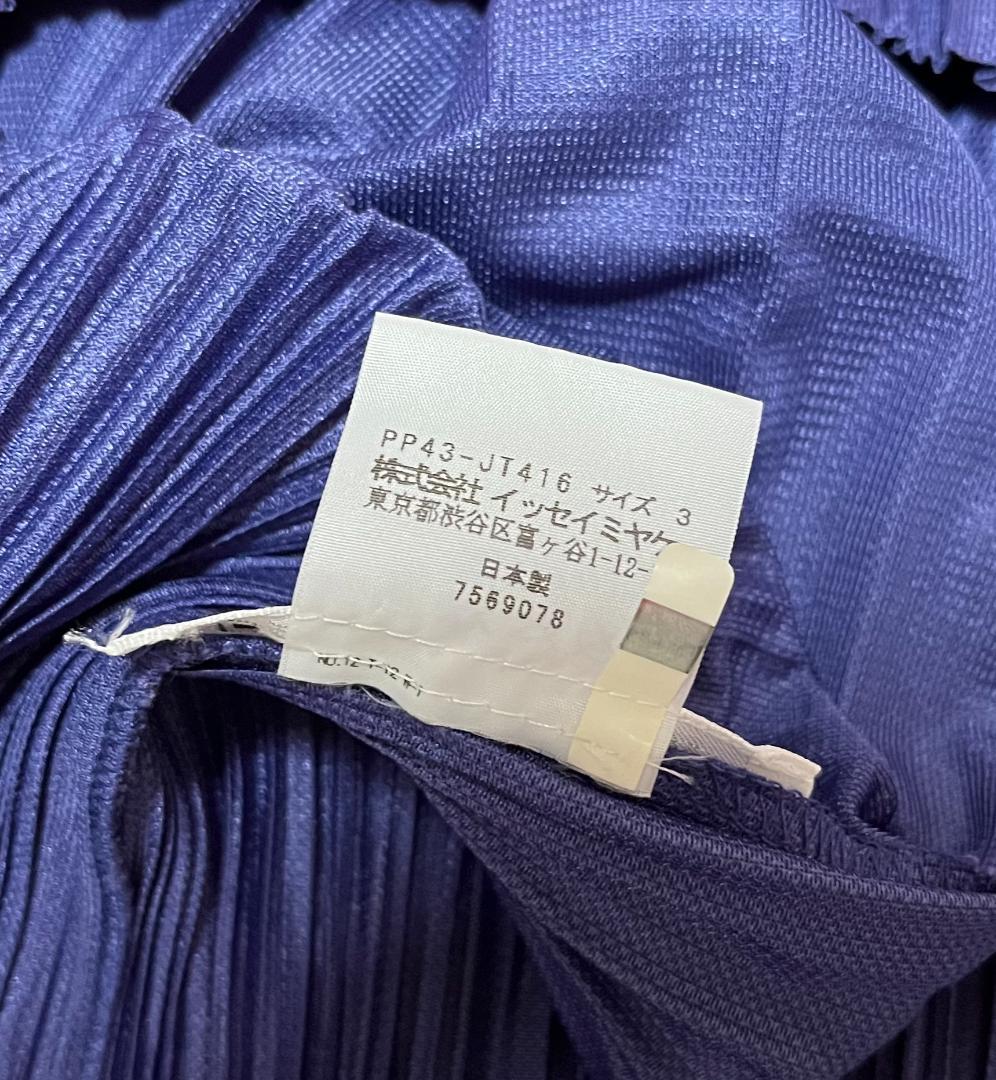 PP43-JT416 サイズ 3
株式会社 イッセイミヤケ
東京都渋谷区富ヶ谷1-12-
日本製
7569078